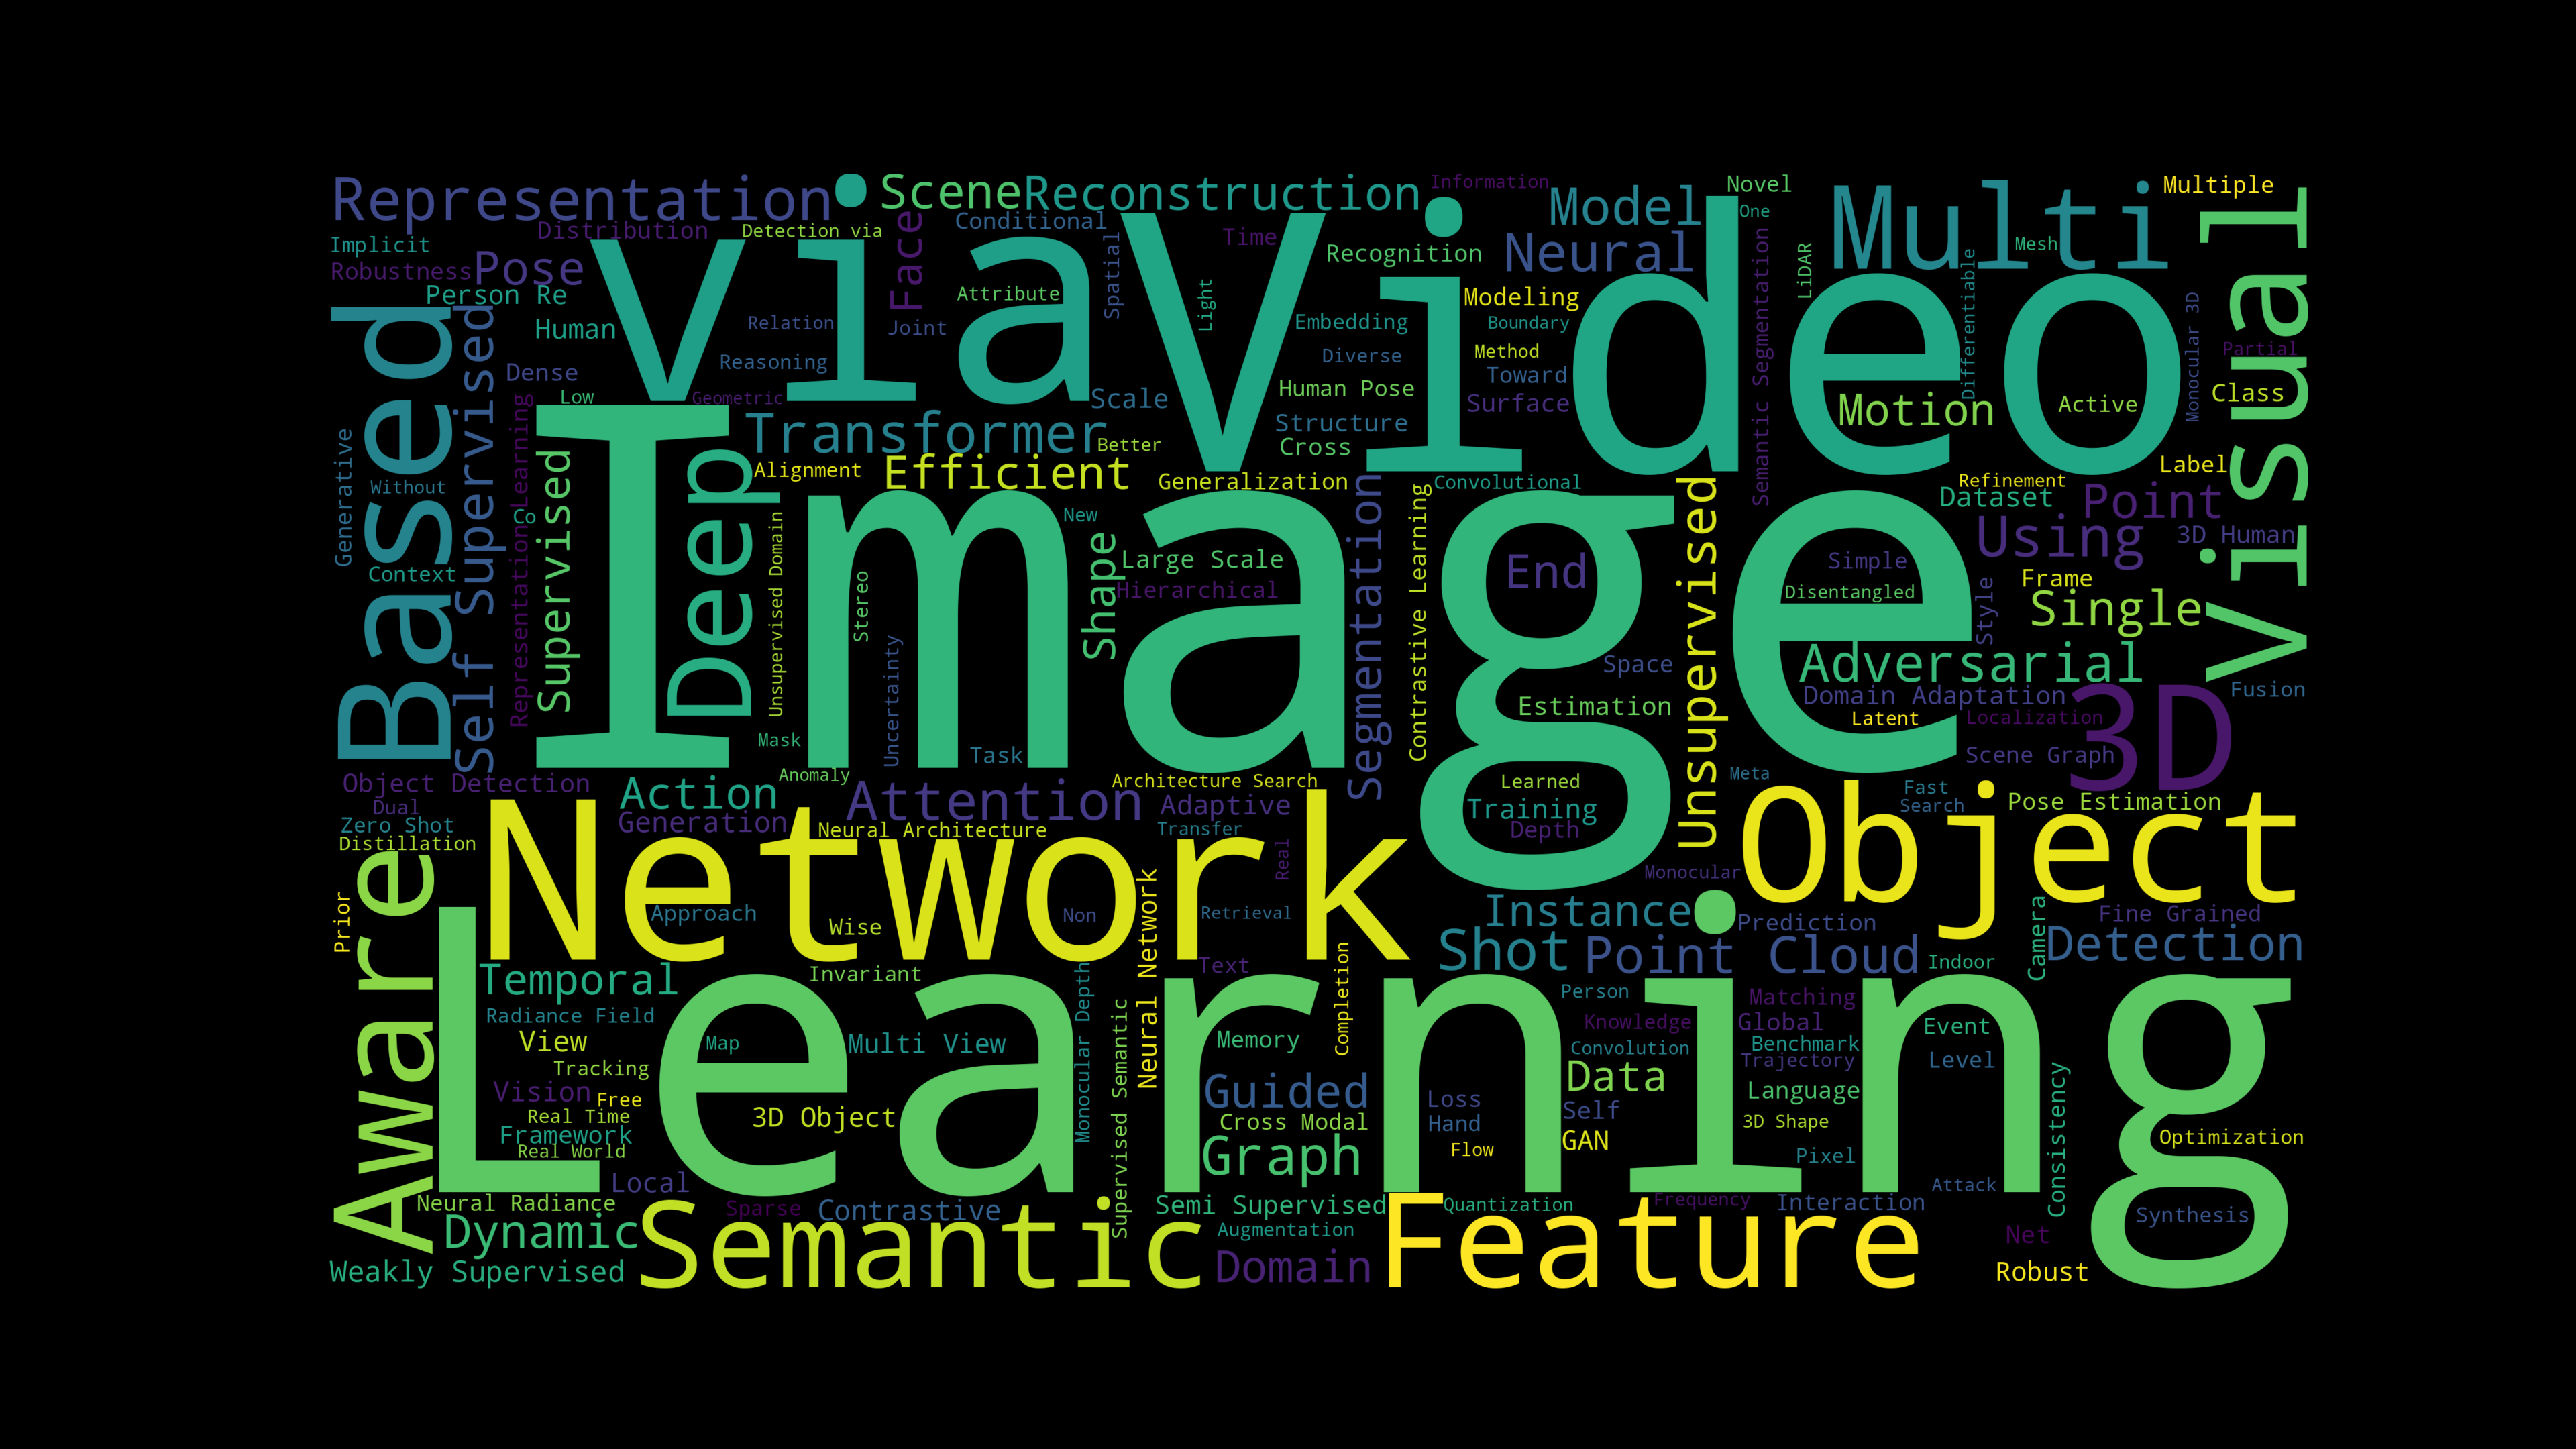 Representation
Scene
Reconstruction
Information
Model
Novel
Multi
Multiple
Visual
Implicit
Distribution
Detection via
Face
Conditional
Spatial
Time
Recognition
Neural
One
Semantic Segmentation
LiDAR
Differentiable
Mesh
Robustness
Pose
via
Video
Person Re
Attribute
Light
Modeling
Monocular 3D
Based
Self Supervised
Human
Relation
Joint
Embedding
Boundary
Reasoning
Diverse
Method
Partial
Dense
Toward
Human Pose
Class
Low
Geometric
Scale
Surface
Motion
Active
Representation Learning
Image
Transformer
Better
Structure
Cross
Generative
Supervised
Deep
Alignment
Efficient
Generalization
Convolutional
Label
Refinement
Without
Co
New
Segmentation
Contrastive Learning
Unsupervised
Dataset
Point
Using
3D Human
Context
Unsupervised Domain
Stereo
Shape
Large Scale
Hierarchical
End
Simple
Disentangled
Style
Frame
Single
Uncertainty
Space
Adversarial
Domain Adaptation
Fusion
Estimation
Latent
Localization
3D
Mask
Task
Scene Graph
Object Detection
Anomaly
Architecture Search
Learned
Meta
Fast
Search
Pose Estimation
Dual
Action
Attention
Adaptive
Training
Object
Zero Shot
Generation
Neural Architecture
Transfer
Depth
Distillation
Network
Real
Monocular
Aware
Prior
Approach
Wise
Non
Retrieval
Instance
Prediction
Camera
Fine Grained
Learning
Shot
Point Cloud
Indoor
Detection
Temporal
Invariant
Neural Network
Text
Completion
Person
Matching
Radiance Field
Monocular Depth
Supervised Semantic
Knowledge
Global
Event
View
Map
Multi View
Memory
Convolution
Benchmark
Trajectory
Level
Tracking
Vision
Free
Guided
Data
Language
Consistency
Real Time
3D Object
Loss
Self
Cross Modal
Hand
3D Shape
Framework
Real World
Graph
Flow
GAN
Pixel
Optimization
Local
Attack
Neural Radiance
Sparse
Contrastive
Semi Supervised
Quantization
Frequency
Interaction
Synthesis
Dynamic
Semantic
Augmentation
Feature
Net
Weakly Supervised
Domain
Robust